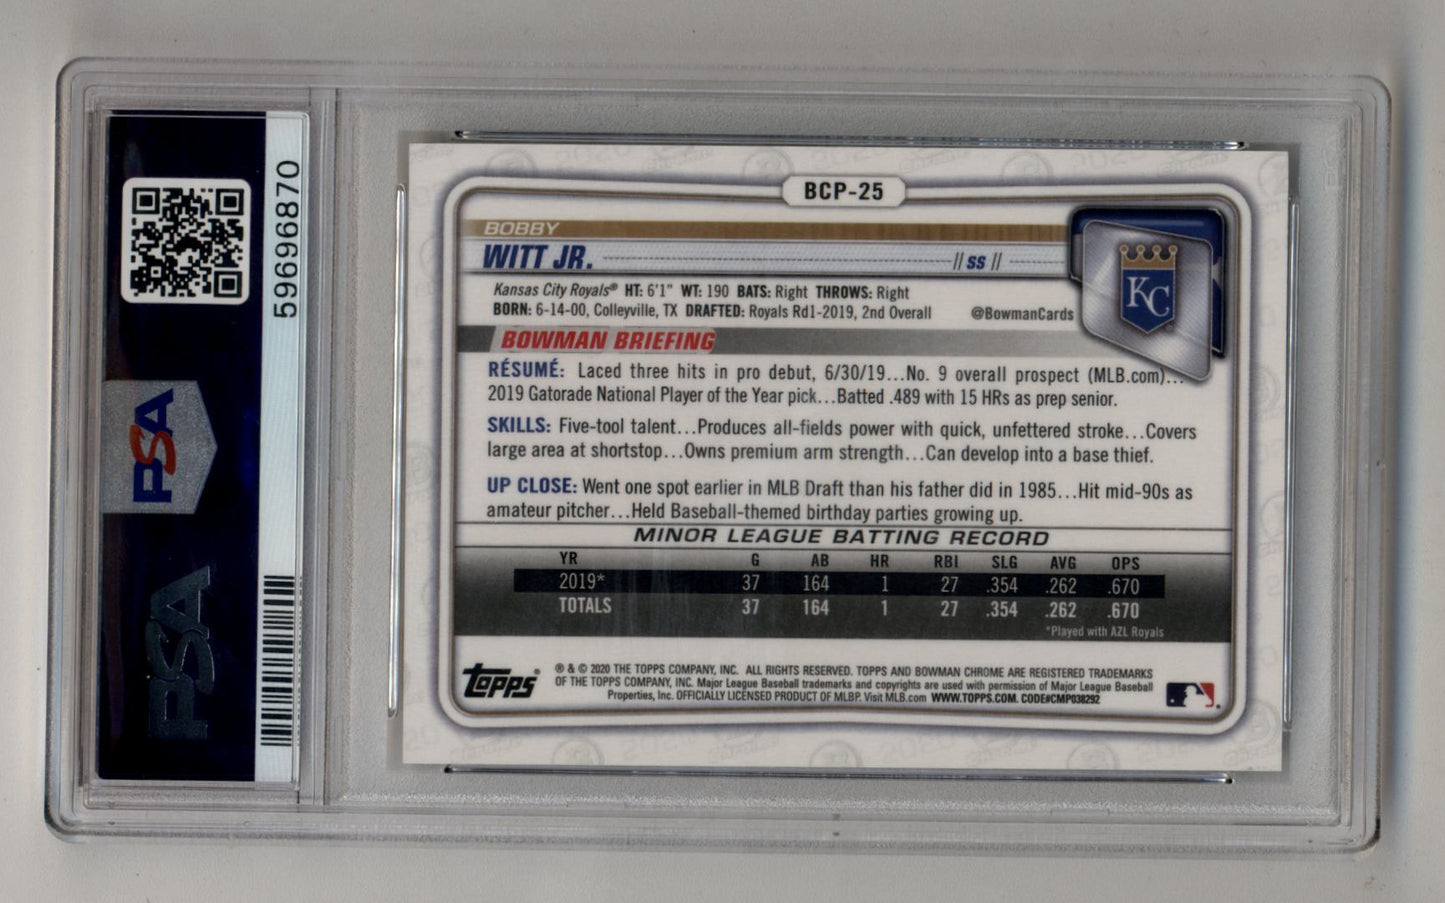 59696870
PSA
PSA
BCP-25
BOBBY
WITT JR. // SS //
Kansas City Royals® HT: 6'1" WT: 190 BATS: Right THROWS: Right
BORN: 6-14-00, Colleyville, TX DRAFTED: Royals Rd1-2019, 2nd Overall @BowmanCards
KC
BOWMAN BRIEFING
RÉSUMÉ: Laced three hits in pro debut, 6/30/19...No. 9 overall prospect (MLB.com)...
2019 Gatorade National Player of the Year pick...Batted .489 with 15 HRs as prep senior.
SKILLS: Five-tool talent...Produces all-fields power with quick, unfettered stroke...Covers
large area at shortstop...Owns premium arm strength...Can develop into a base thief.
UP CLOSE: Went one spot earlier in MLB Draft than his father did in 1985...Hit mid-90s as
amateur pitcher...Held Baseball-themed birthday parties growing up.
MINOR LEAGUE BATTING RECORD
YR G AB HR RBI SLG AVG OPS
2019* 37 164 1 27 .354 .262 .670
TOTALS 37 164 1 27 .354 .262 .670
*Played with AZL Royals
Topps®
® & © 2020 THE TOPPS COMPANY, INC. ALL RIGHTS RESERVED. TOPPS AND BOWMAN CHROME ARE REGISTERED TRADEMARKS
OF THE TOPPS COMPANY, INC. Major League Baseball trademarks and copyrights are used with permission of Major League Baseball
Properties, Inc. OFFICIALLY LICENSED PRODUCT OF MLBP. Visit MLB.com WWW.TOPPS.COM. CODE#CMP038292